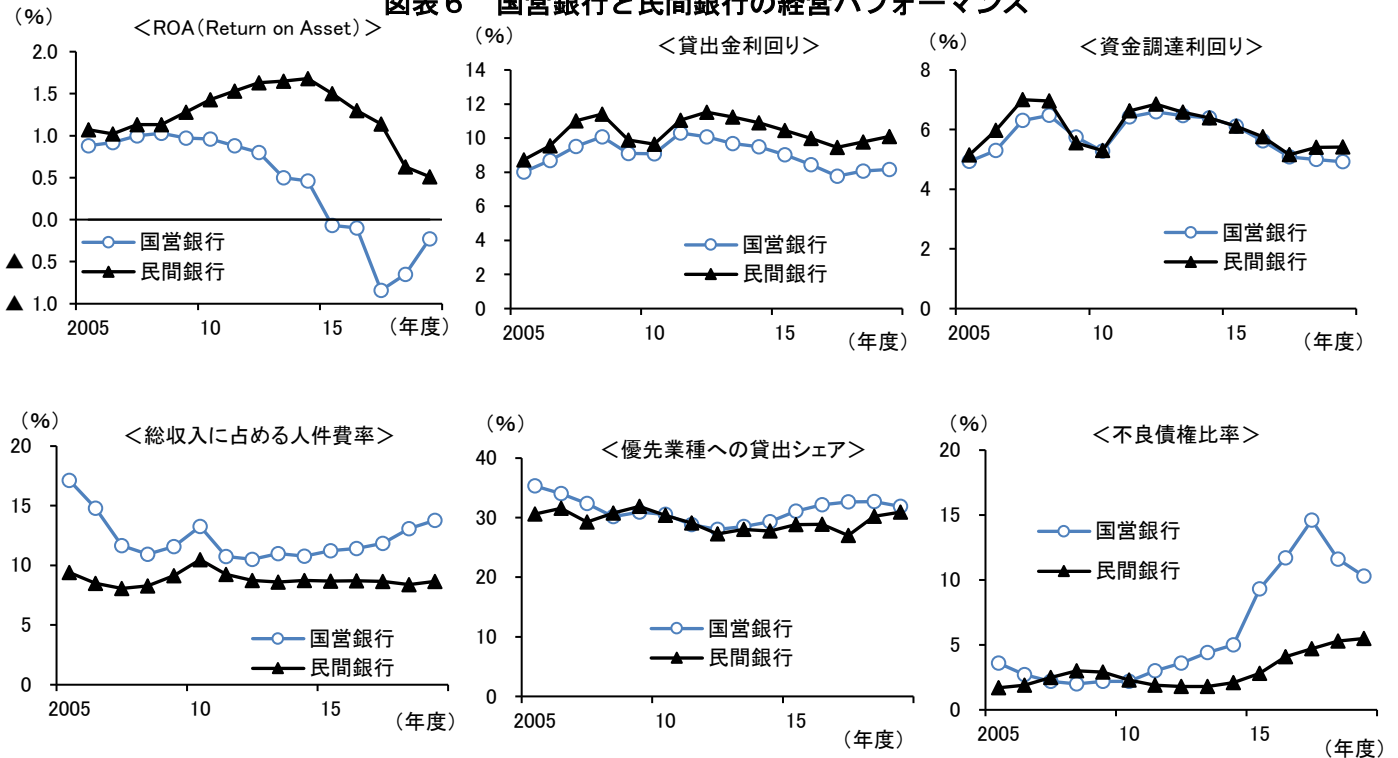 図表６　国営銀行と民間銀行の経営パフォーマンス
（％）
＜ROA（Return on Asset）＞
2.0
1.5
1.0
0.5
0.0
▲ 0.5
▲ 1.0
国営銀行
民間銀行
2005 10 15 （年度）
（％）
＜貸出金利回り＞
14
12
10
8
6
4
2
0
国営銀行
民間銀行
2005 10 15
（年度）
（％）
＜資金調達利回り＞
8
6
4
2
0
国営銀行
民間銀行
2005 10 15
（年度）
（％）
＜総収入に占める人件費率＞
20
15
10
5
0
国営銀行
民間銀行
2005 10 15
（年度）
（％）
＜優先業種への貸出シェア＞
40
30
20
10
0
国営銀行
民間銀行
2005 10 15
（年度）
（％）
＜不良債権比率＞
20
15
10
5
0
国営銀行
民間銀行
2005 10 15
（年度）